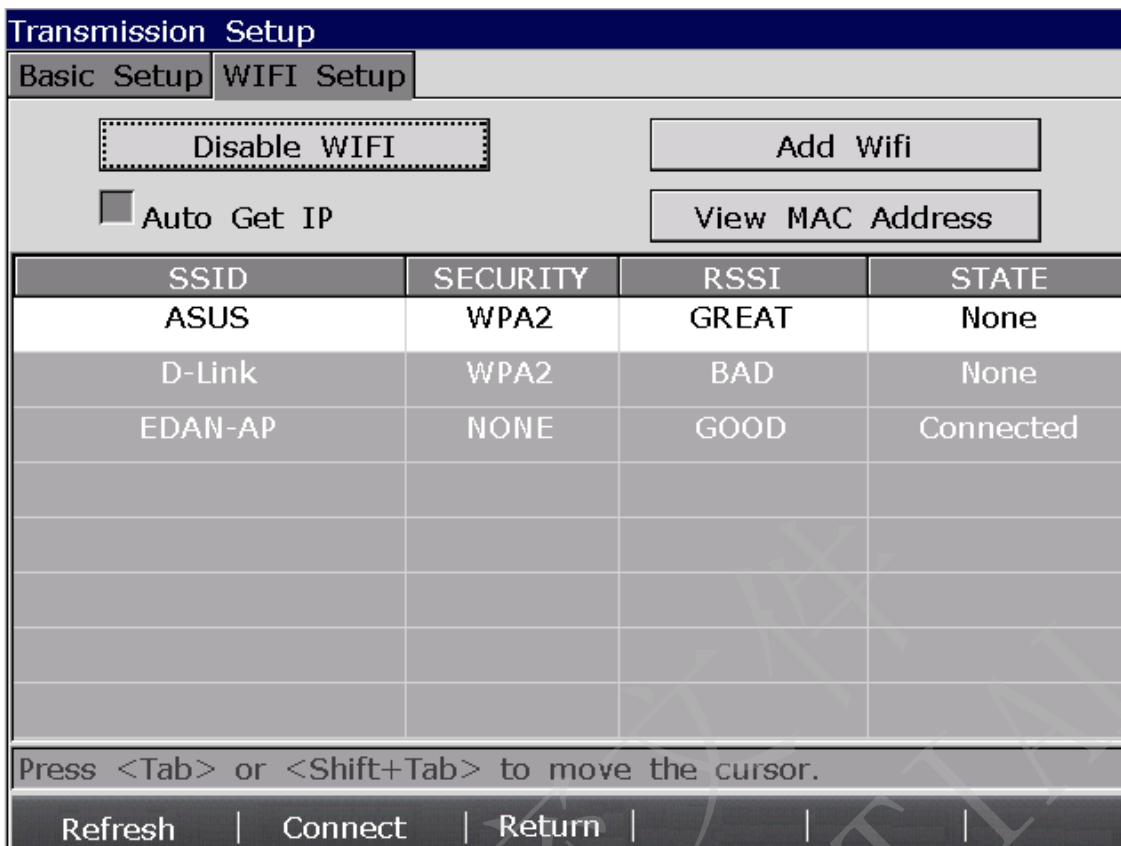 Transmission Setup
Basic Setup WIFI Setup
Disable WIFI Add Wifi
Auto Get IP View MAC Address
SSID SECURITY RSSI STATE
ASUS WPA2 GREAT None
D-Link WPA2 BAD None
EDAN-AP NONE GOOD Connected
Press <Tab> or <Shift+Tab> to move the cursor.
Refresh | Connect | Return | | |